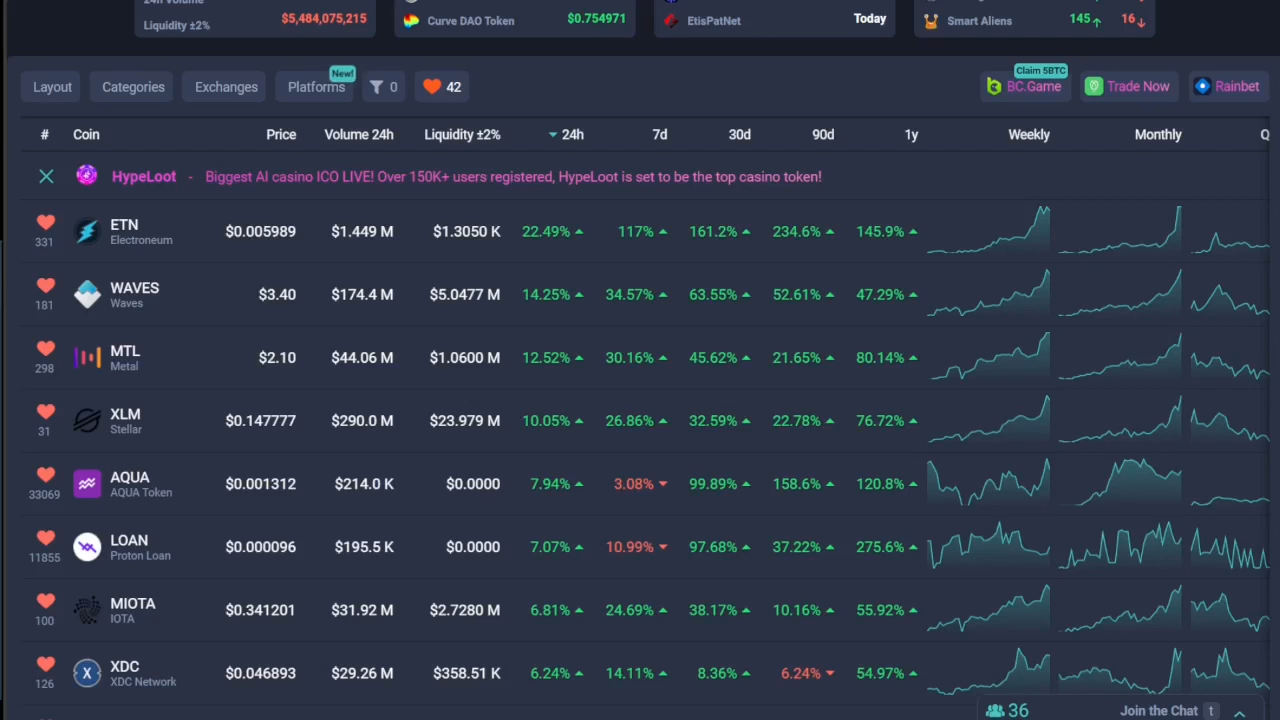 24h Volume
Liquidity ±2%
$5,484,075,215
Curve DAO Token
$0.754971
EtisPatNet
Today
Smart Aliens
145
16
Layout
Categories
Exchanges
Platforms
New!
0
42
Claim 5BTC
BC.Game
Trade Now
Rainbet
# Coin Price Volume 24h Liquidity ±2% 24h 7d 30d 90d 1y Weekly Monthly Q
HypeLoot - Biggest AI casino ICO LIVE! Over 150K+ users registered, HypeLoot is set to be the top casino token!
331 ETN $0.005989 $1.449 M $1.3050 K 22.49% 117% 161.2% 234.6% 145.9%
Electroneum
181 WAVES $3.40 $174.4 M $5.0477 M 14.25% 34.57% 63.55% 52.61% 47.29%
Waves
298 MTL $2.10 $44.06 M $1.0600 M 12.52% 30.16% 45.62% 21.65% 80.14%
Metal
31 XLM $0.147777 $290.0 M $23.979 M 10.05% 26.86% 32.59% 22.78% 76.72%
Stellar
33069 AQUA $0.001312 $214.0 K $0.0000 7.94% 3.08% 99.89% 158.6% 120.8%
AQUA Token
11855 LOAN $0.000096 $195.5 K $0.0000 7.07% 10.99% 97.68% 37.22% 275.6%
Proton Loan
100 MIOTA $0.341201 $31.92 M $2.7280 M 6.81% 24.69% 38.17% 10.16% 55.92%
IOTA
126 XDC $0.046893 $29.26 M $358.51 K 6.24% 14.11% 8.36% 6.24% 54.97%
XDC Network
36
Join the Chat t